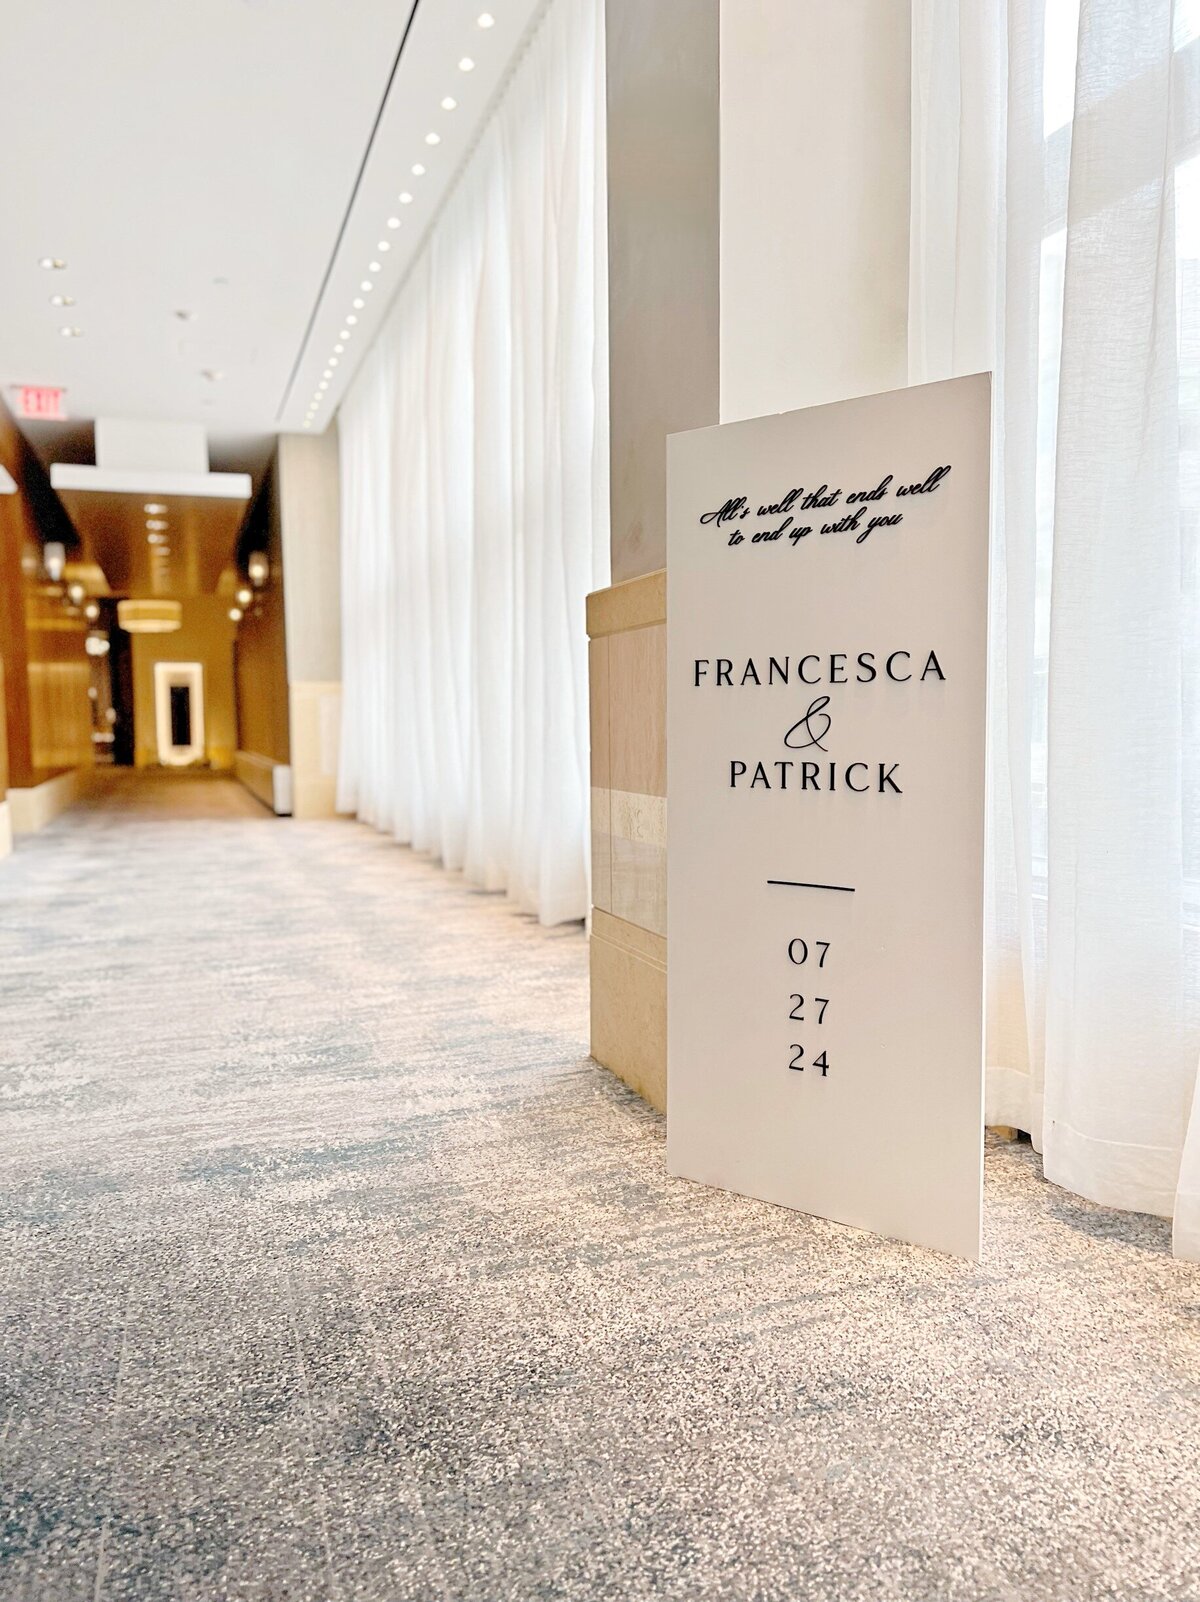 EXIT
All's well that ends well
to end up with you
FRANCESCA
&
PATRICK
07
27
24